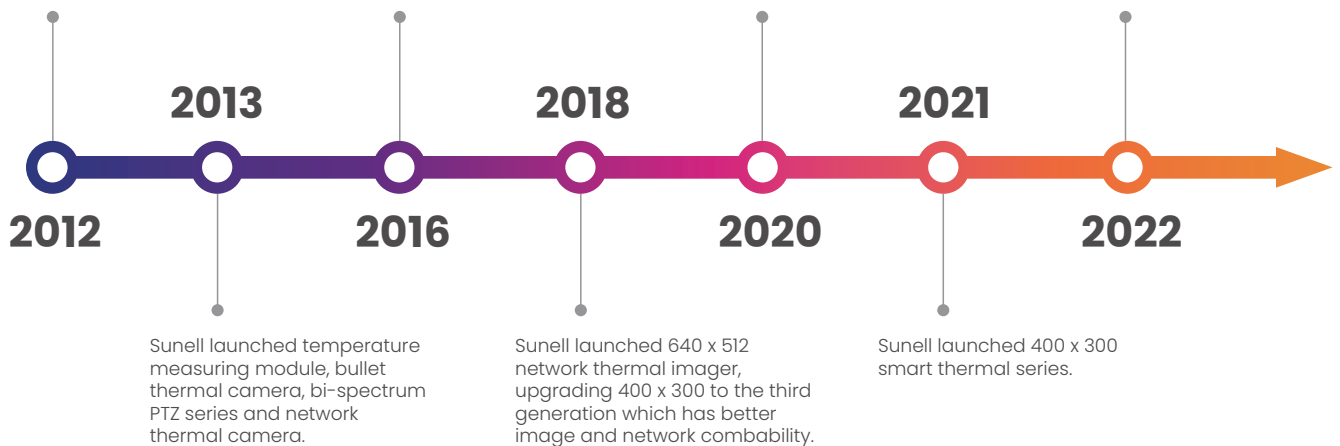 2013
2018
2021
2012
2016
2020
2022
Sunell launched temperature
measuring module, bullet
thermal camera, bi-spectrum
PTZ series and network
thermal camera.
Sunell launched 640 x 512
network thermal imager,
upgrading 400 x 300 to the third
generation which has better
image and network combability.
Sunell launched 400 x 300
smart thermal series.